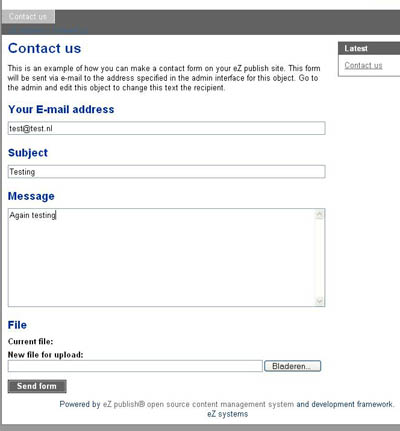 Contact us
Contact us
This is an example of how you can make a contact form on your eZ publish site. This form
will be sent via e-mail to the address specified in the admin interface for this object. Go to
the admin and edit this object to change this text the recipient.
Your E-mail address
test@test.nl
Subject
Testing
Message
Again testing
File
Current file:
New file for upload:
Bladeren...
Send form
Latest
Contact us
Powered by eZ publish® open source content management system and development framework.
eZ systems